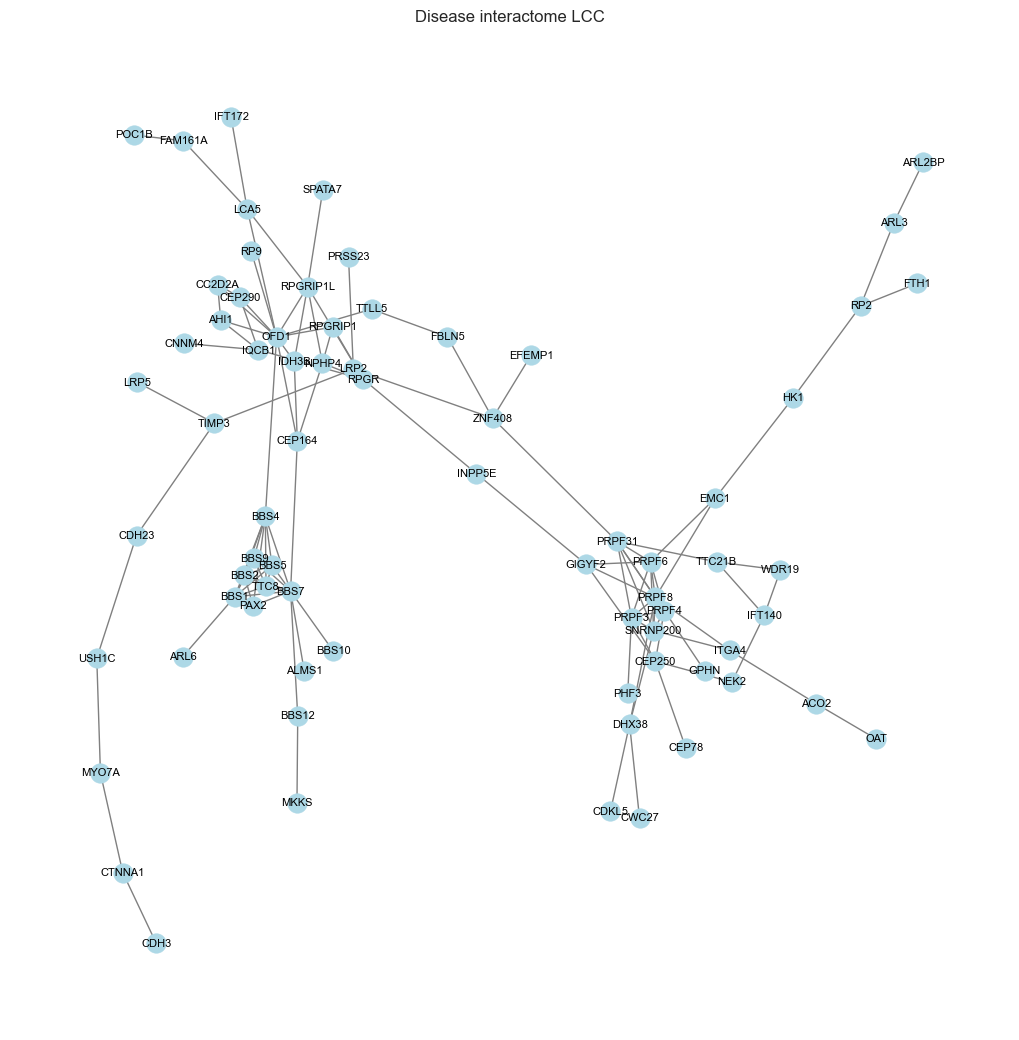 Disease interactome LCC
IFT172
POC1B
FAM161A
ARL2BP
SPATA7
LCA5
ARL3
RP9
PRSS23
CC2D2A
FTH1
RPGRIP1L
CEP290
RP2
TTLL5
AHI1
RPGRIP1
OFD1
FBLN5
CNNM4
IQCB1
EFEMP1
IDH3B
NPHP4
LRP2
RPGR
LRP5
HK1
ZNF408
TIMP3
CEP164
INPP5E
EMC1
BBS4
CDH23
PRPF31
BBS9
PRPF6
TTC21B
GIGYF2
BBS5
WDR19
BBS2
TTC8
BBS7
BBS1
PRPF8
PAX2
PRPF4
IFT140
PRPF3
SNRNP200
BBS10
ITGA4
ARL6
USH1C
CEP250
ALMS1
GPHN
NEK2
PHF3
ACO2
BBS12
DHX38
OAT
CEP78
MYO7A
MKKS
CDKL5
CWC27
CTNNA1
CDH3